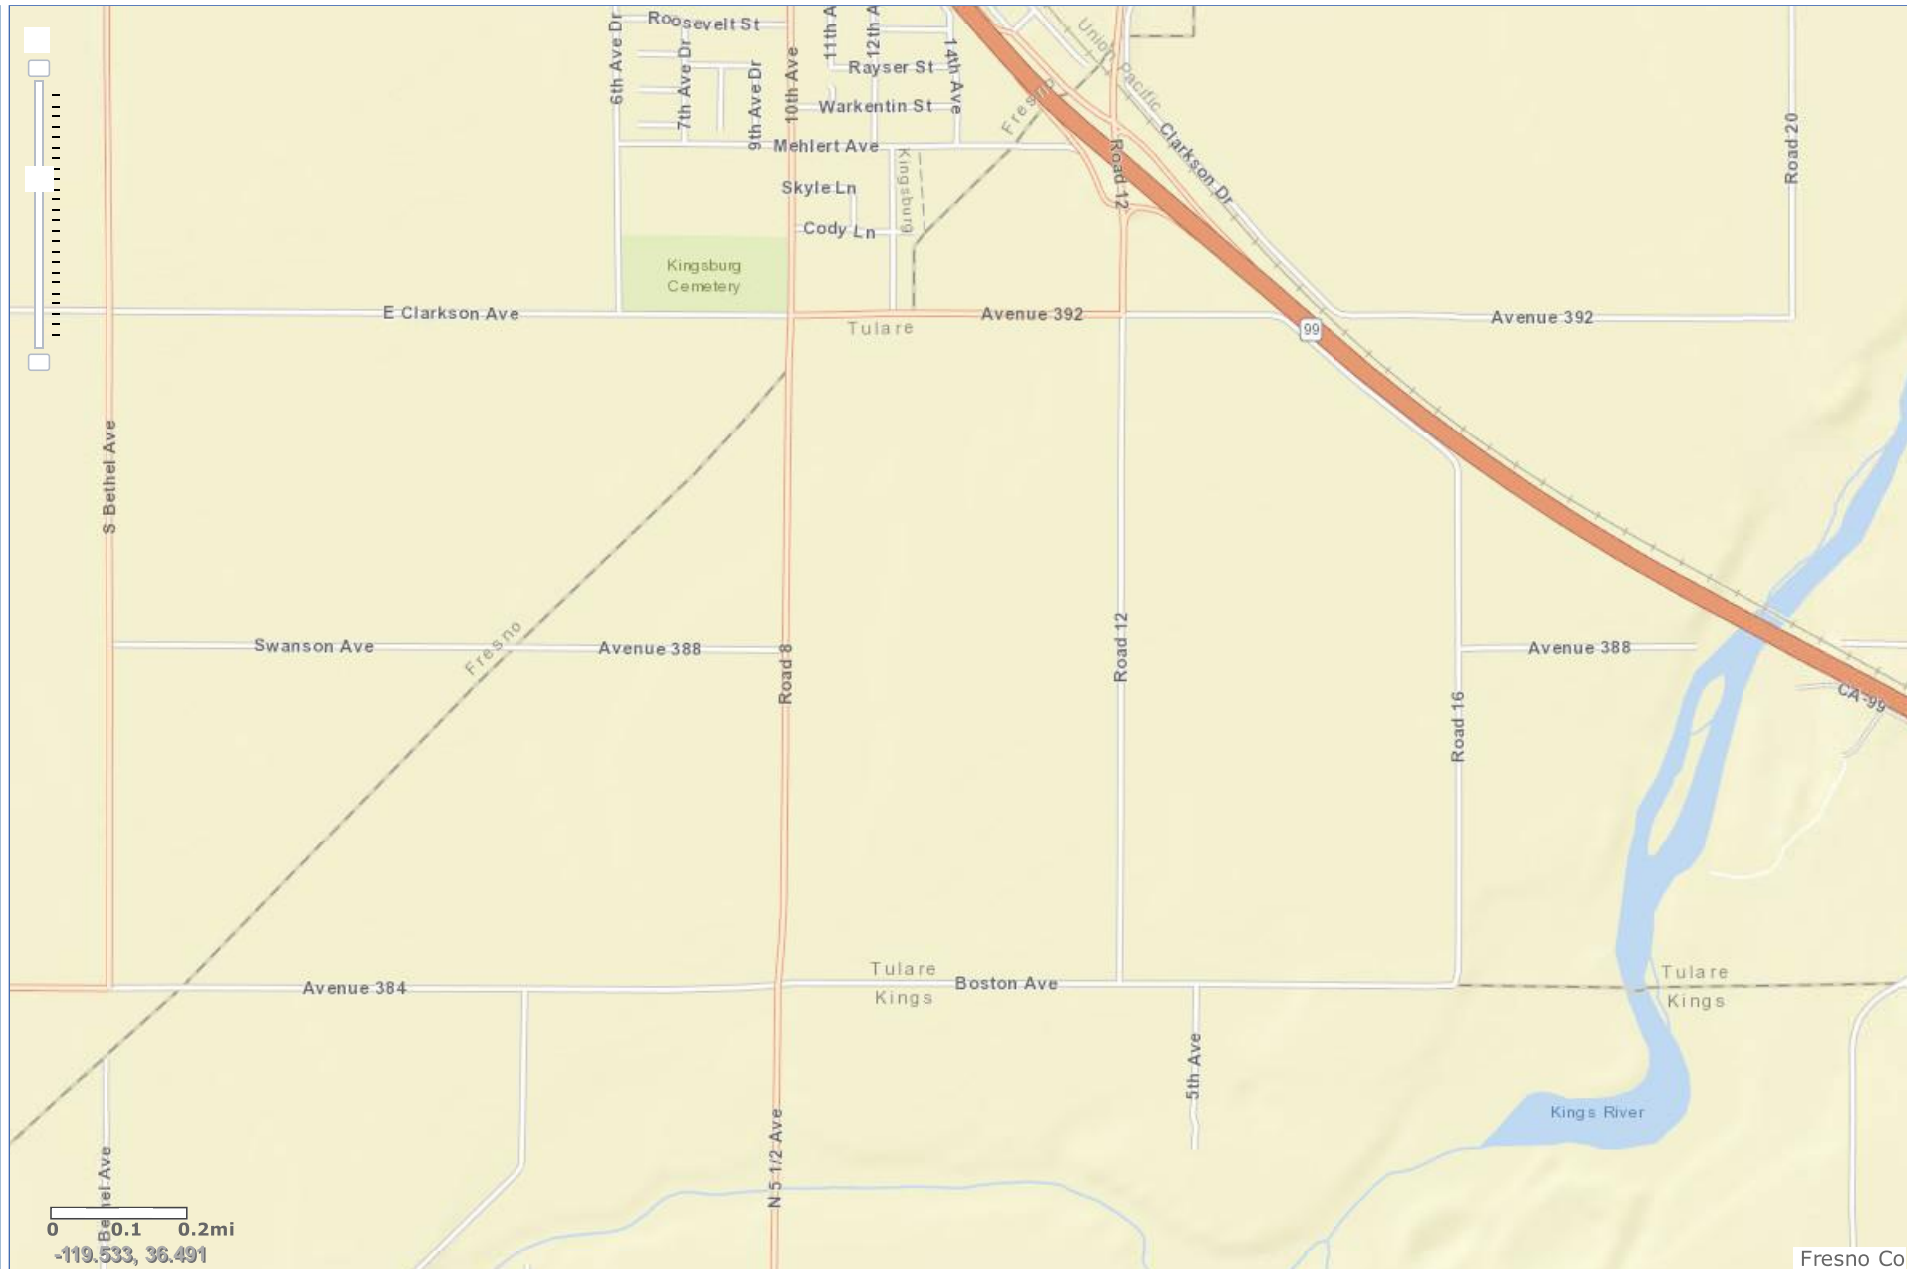 Roosevelt St
11th A
12th A
Union Pacific
6th Ave Dr
7th Ave Dr
9th Ave Dr
10th Ave
14th Ave
Rayser St
Warkentin St
Fresno
Mehlert Ave
Kingsburg
Road 12
Clarkson Dr
Road 20
Skyle Ln
Cody Ln
Kingsburg
Cemetery
E Clarkson Ave
Avenue 392
Tulare
99
Avenue 392
S Bethel Ave
Fresno
Swanson Ave
Avenue 388
Road 8
Road 12
Avenue 388
Road 16
CA-99
Avenue 384
Tulare
Kings
Boston Ave
Tulare
Kings
5th Ave
Kings River
N 5 1/2 Ave
Bethel Ave
0 0.1 0.2mi
-119.533, 36.491
Fresno Co